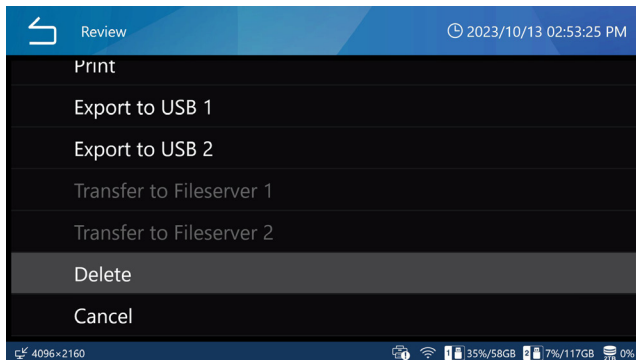 Review
2023/10/13 02:53:25 PM
Print
Export to USB 1
Export to USB 2
Transfer to Fileserver 1
Transfer to Fileserver 2
Delete
Cancel
4096×2160 1 35%/58GB 2 7%/117GB 2TB 0%